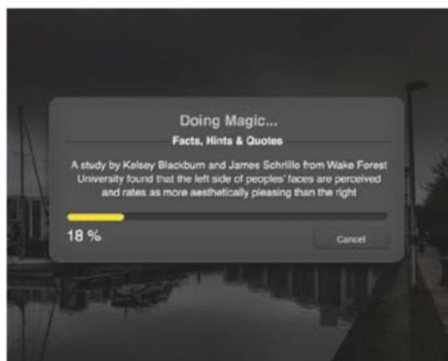 Doing Magic...
Facts, Hints & Quotes
A study by Kelsey Blackburn and James Schrillo from Wake Forest
University found that the left side of peoples' faces are perceived
and rates as more aesthetically pleasing than the right
18 %
Cancel